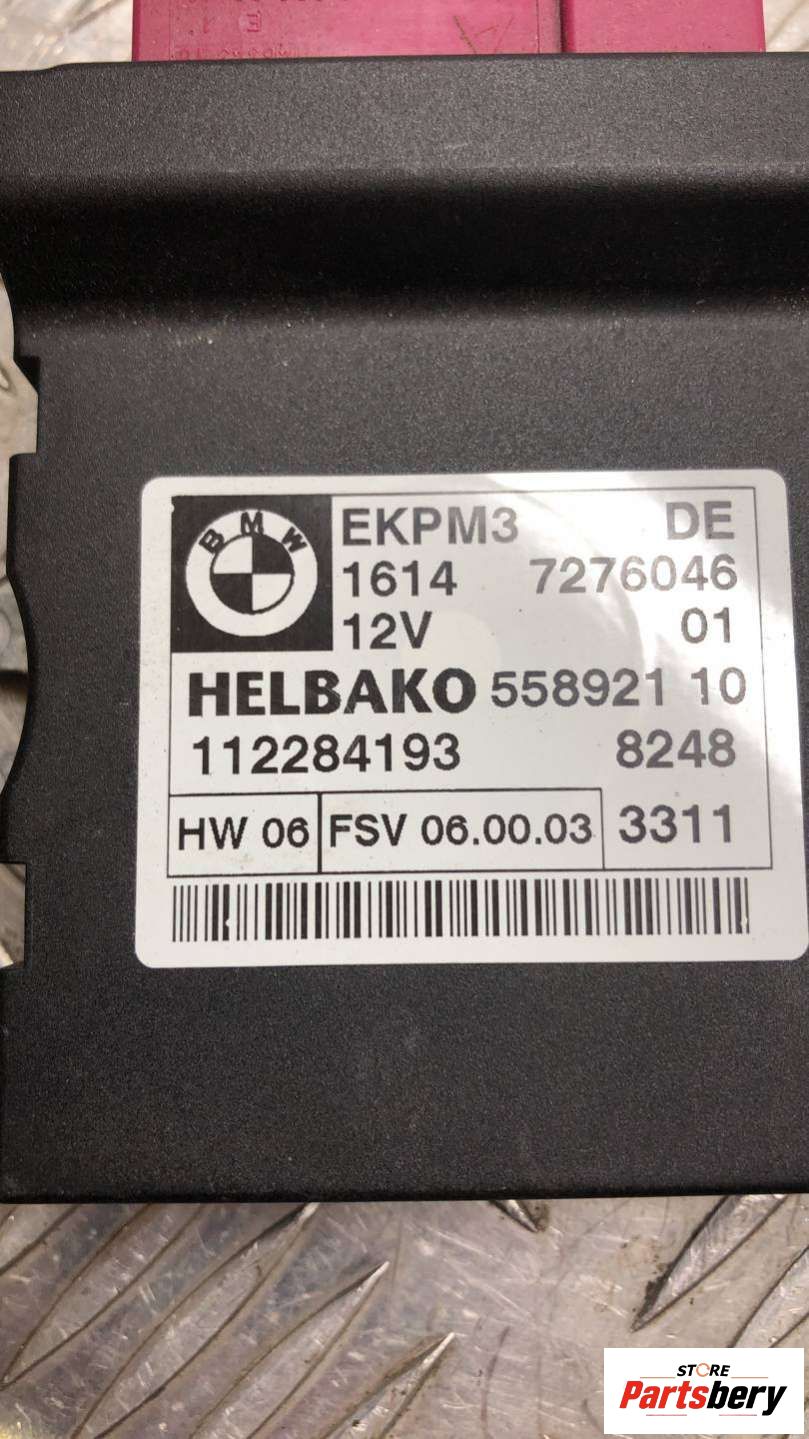 BMW
EKPM3 DE
1614 7276046
12V 01
HELBAKO 558921 10
112284193 8248
HW 06 FSV 06.00.03 3311
STORE
Partsbery